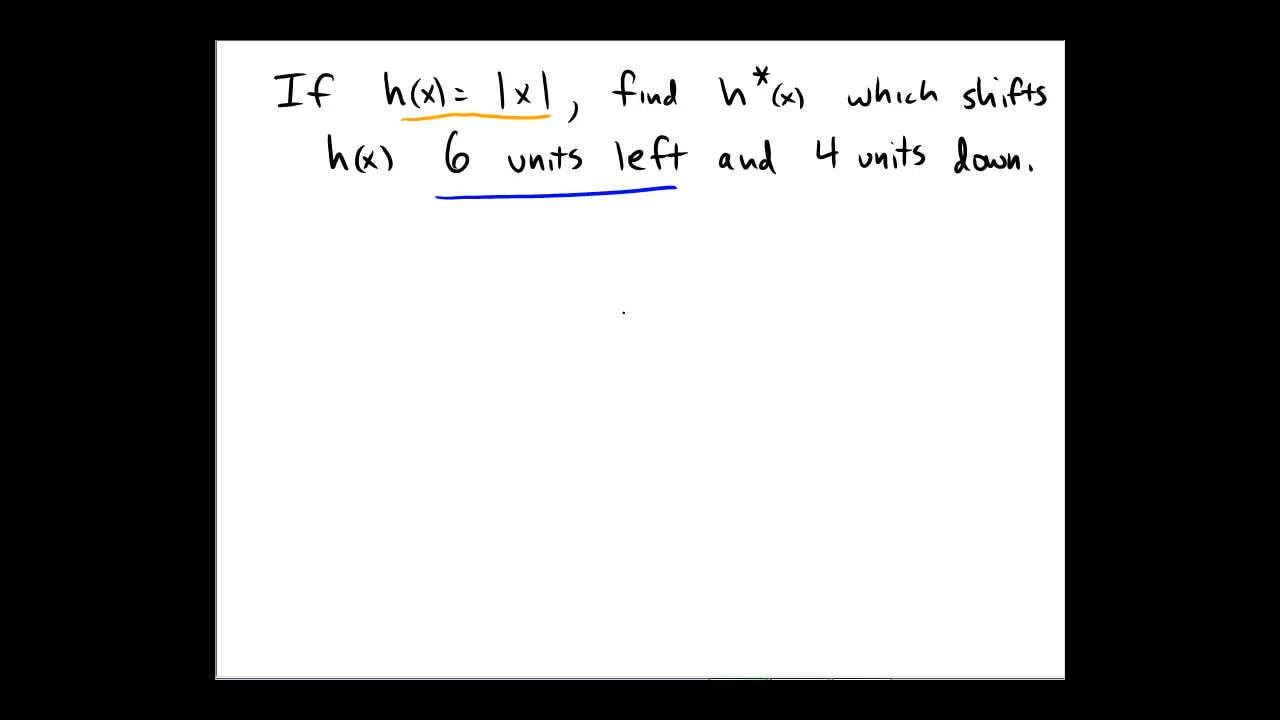 If h(x) = |x|, find h*(x) which shifts
h(x) 6 units left and 4 units down.